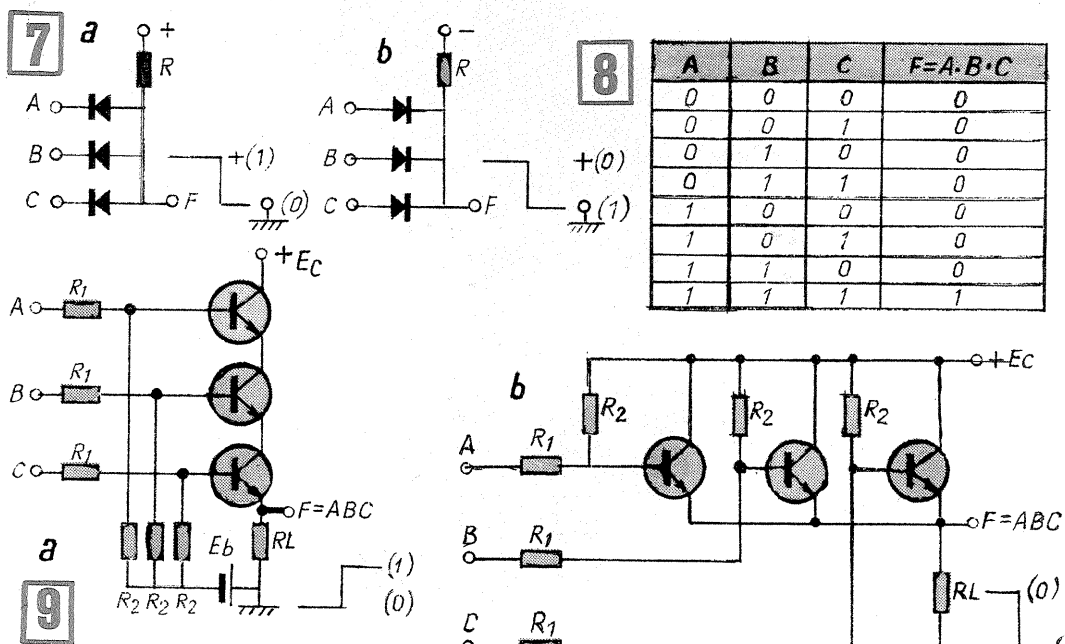 7 a + b −
R R
A A
B B
C C
F F
+(1) +(0)
(0) (1)
8
A B C F=A·B·C
0 0 0 0
0 0 1 0
0 1 0 0
0 1 1 0
1 0 0 0
1 0 1 0
1 1 0 0
1 1 1 1
+EC
A R1
B R1
C R1
F=ABC
a Eb RL
R2 R2 R2
(1)
(0)
9
b
+EC
R2 R2 R2
A R1
F=ABC
B R1
RL (0)
C R1